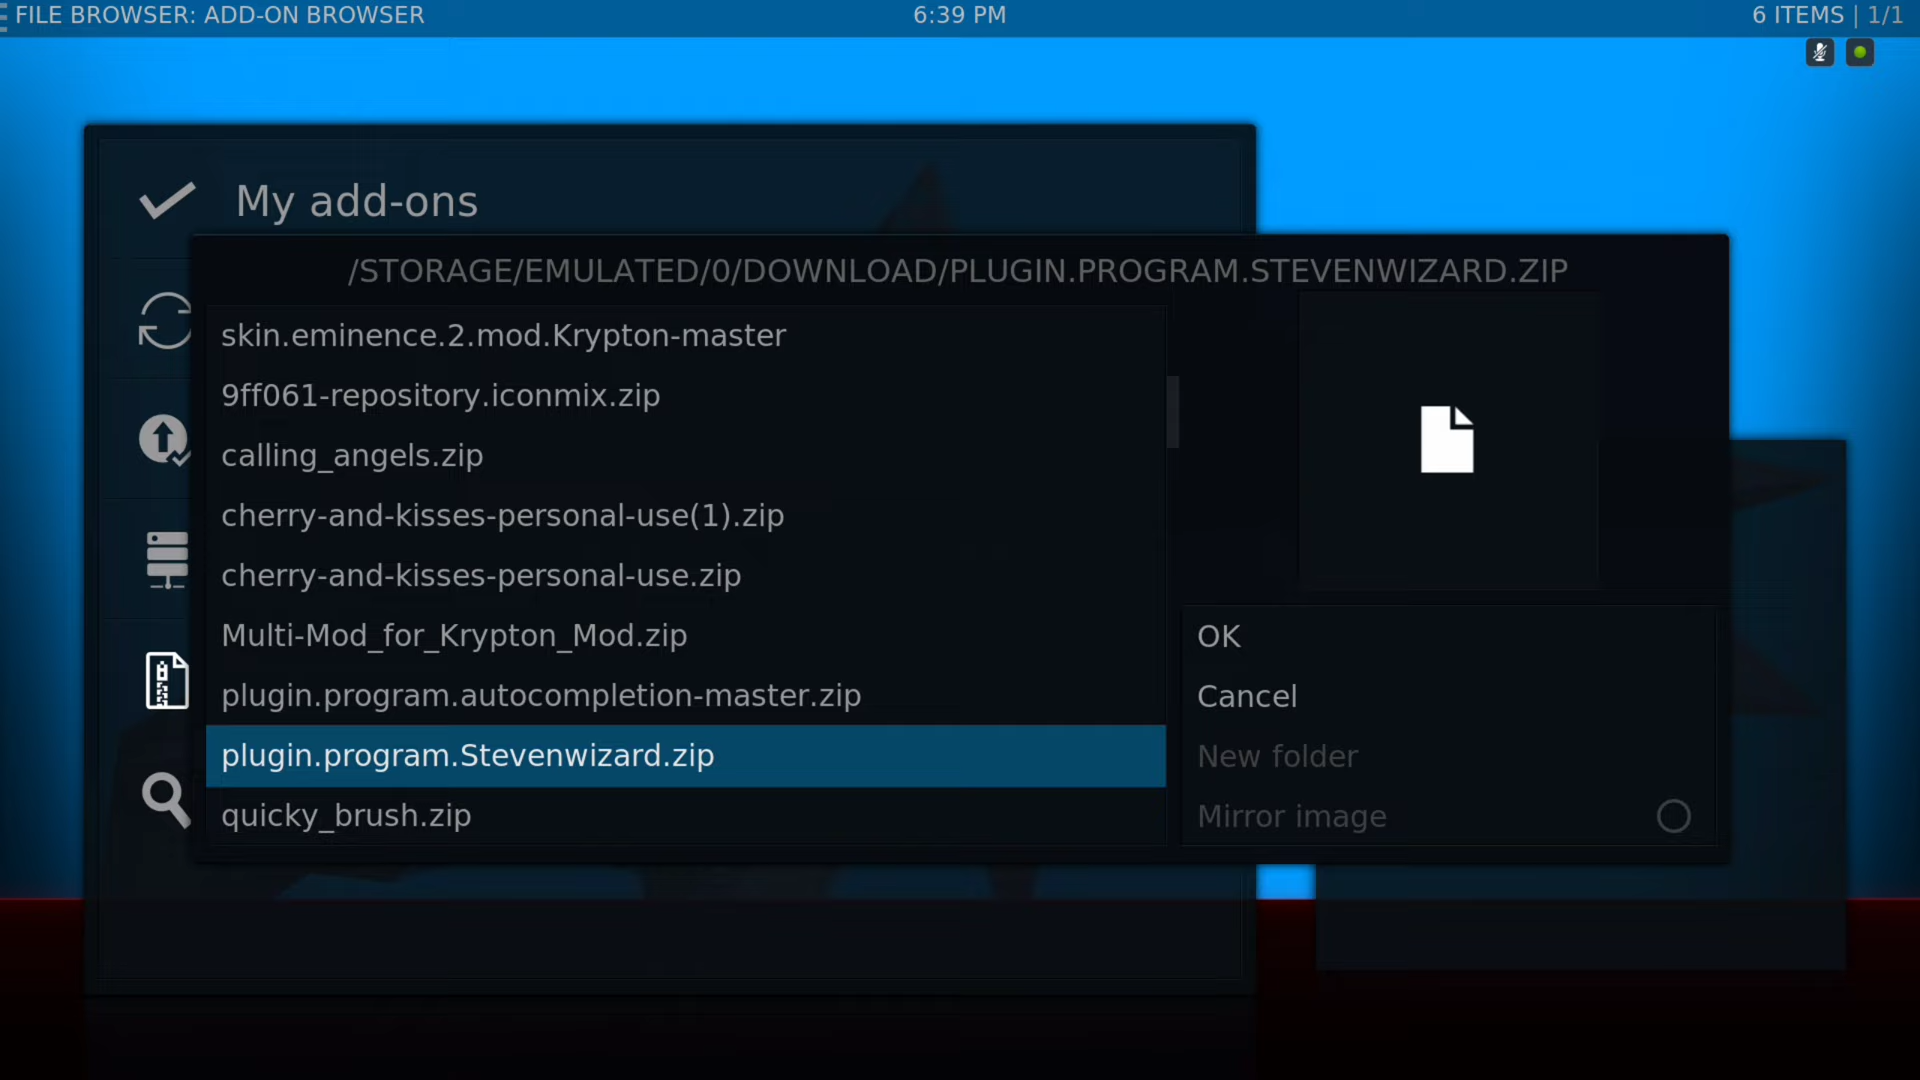 FILE BROWSER: ADD-ON BROWSER
6:39 PM
6 ITEMS | 1/1
My add-ons
/STORAGE/EMULATED/0/DOWNLOAD/PLUGIN.PROGRAM.STEVENWIZARD.ZIP
skin.eminence.2.mod.Krypton-master
9ff061-repository.iconmix.zip
calling_angels.zip
cherry-and-kisses-personal-use(1).zip
cherry-and-kisses-personal-use.zip
Multi-Mod_for_Krypton_Mod.zip
plugin.program.autocompletion-master.zip
plugin.program.Stevenwizard.zip
quicky_brush.zip
OK
Cancel
New folder
Mirror image